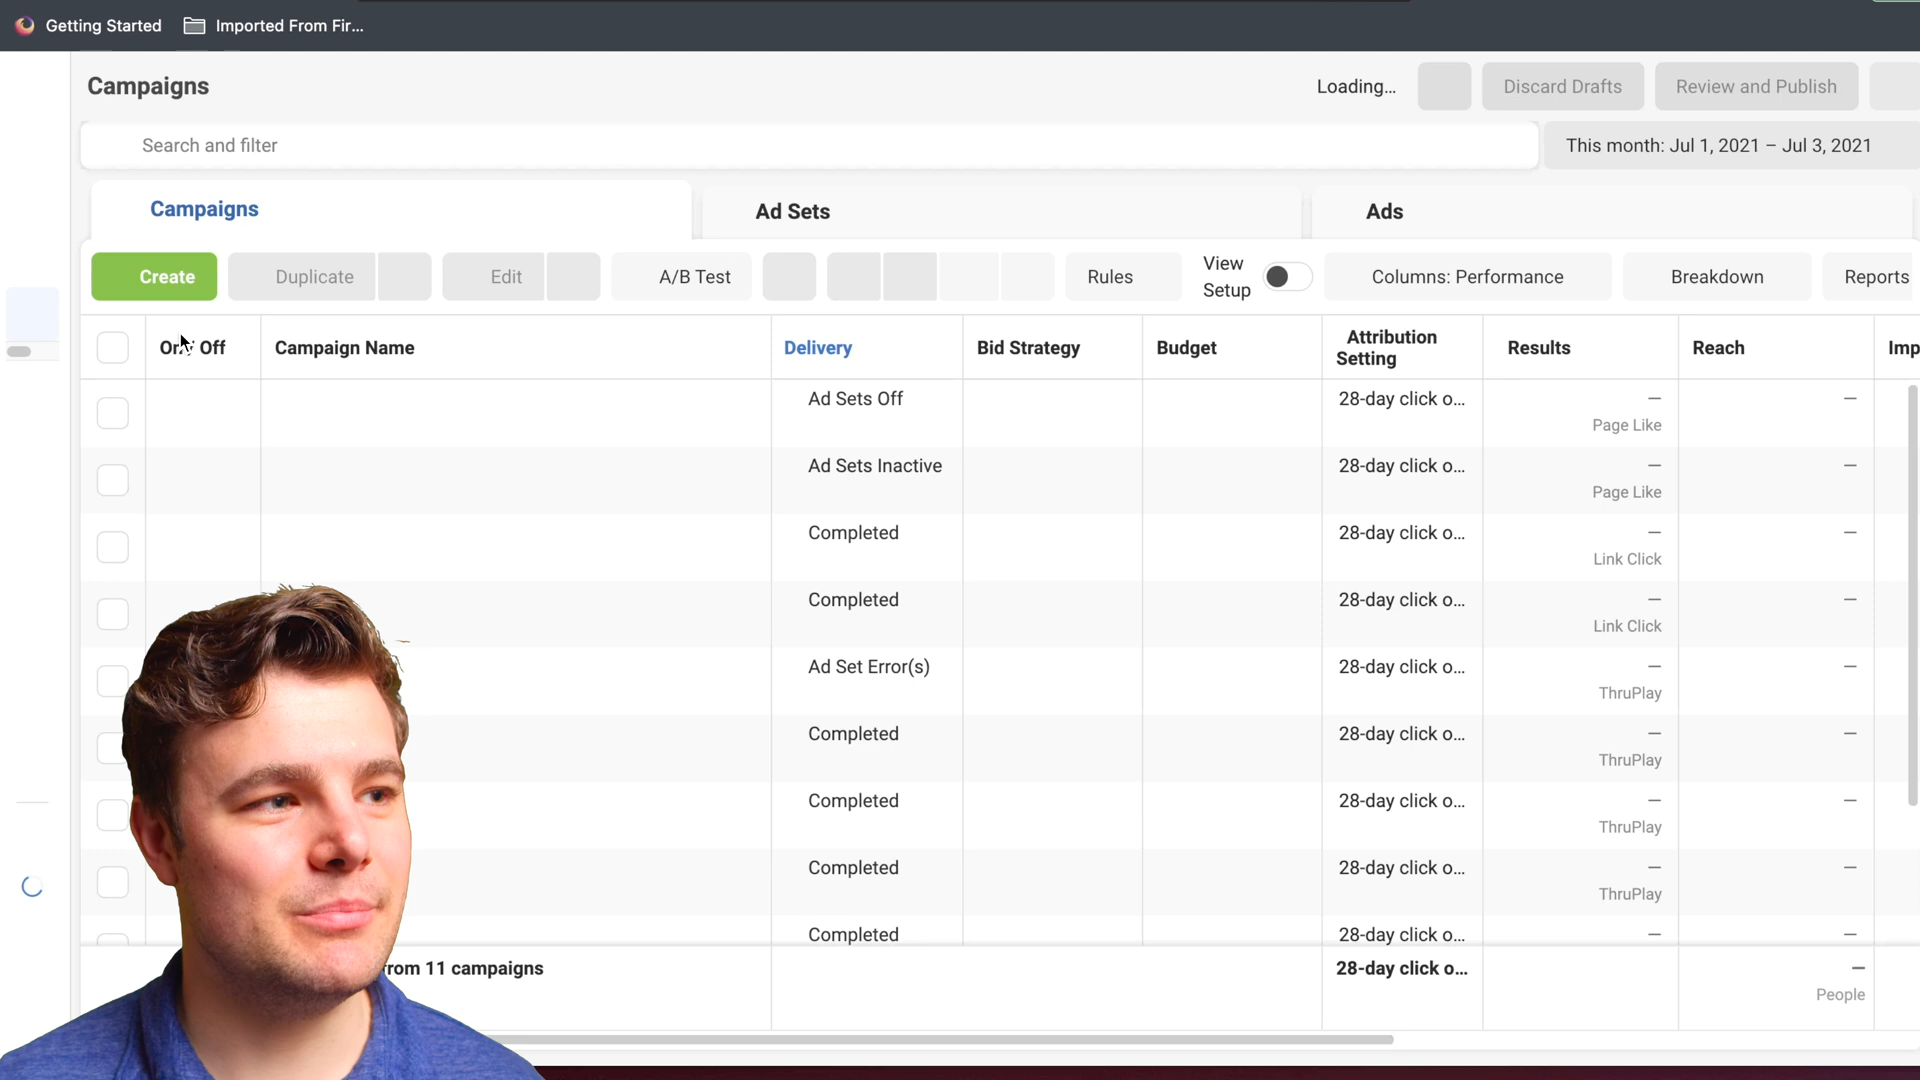 Getting Started
Imported From Fir...
Campaigns
Loading...
Discard Drafts
Review and Publish
Search and filter
This month: Jul 1, 2021 – Jul 3, 2021
Campaigns
Ad Sets
Ads
Create
Duplicate
Edit
A/B Test
Rules
View
Setup
Columns: Performance
Breakdown
Reports
Off
Campaign Name
Delivery
Bid Strategy
Budget
Attribution
Setting
Results
Reach
Imp
Ad Sets Off
28-day click o...
—
—
Page Like
Ad Sets Inactive
28-day click o...
—
—
Page Like
Completed
28-day click o...
—
—
Link Click
Completed
28-day click o...
—
—
Link Click
Ad Set Error(s)
28-day click o...
—
—
ThruPlay
Completed
28-day click o...
—
—
ThruPlay
Completed
28-day click o...
—
—
ThruPlay
Completed
28-day click o...
—
—
ThruPlay
Completed
28-day click o...
—
—
from 11 campaigns
28-day click o...
—
People